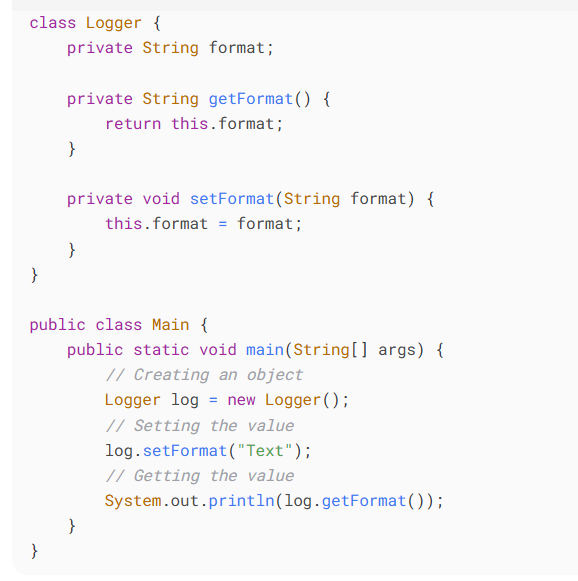 class Logger {
    private String format;

    private String getFormat() {
        return this.format;
    }

    private void setFormat(String format) {
        this.format = format;
    }
}

public class Main {
    public static void main(String[] args) {
        // Creating an object
        Logger log = new Logger();
        // Setting the value
        log.setFormat("Text");
        // Getting the value
        System.out.println(log.getFormat());
    }
}